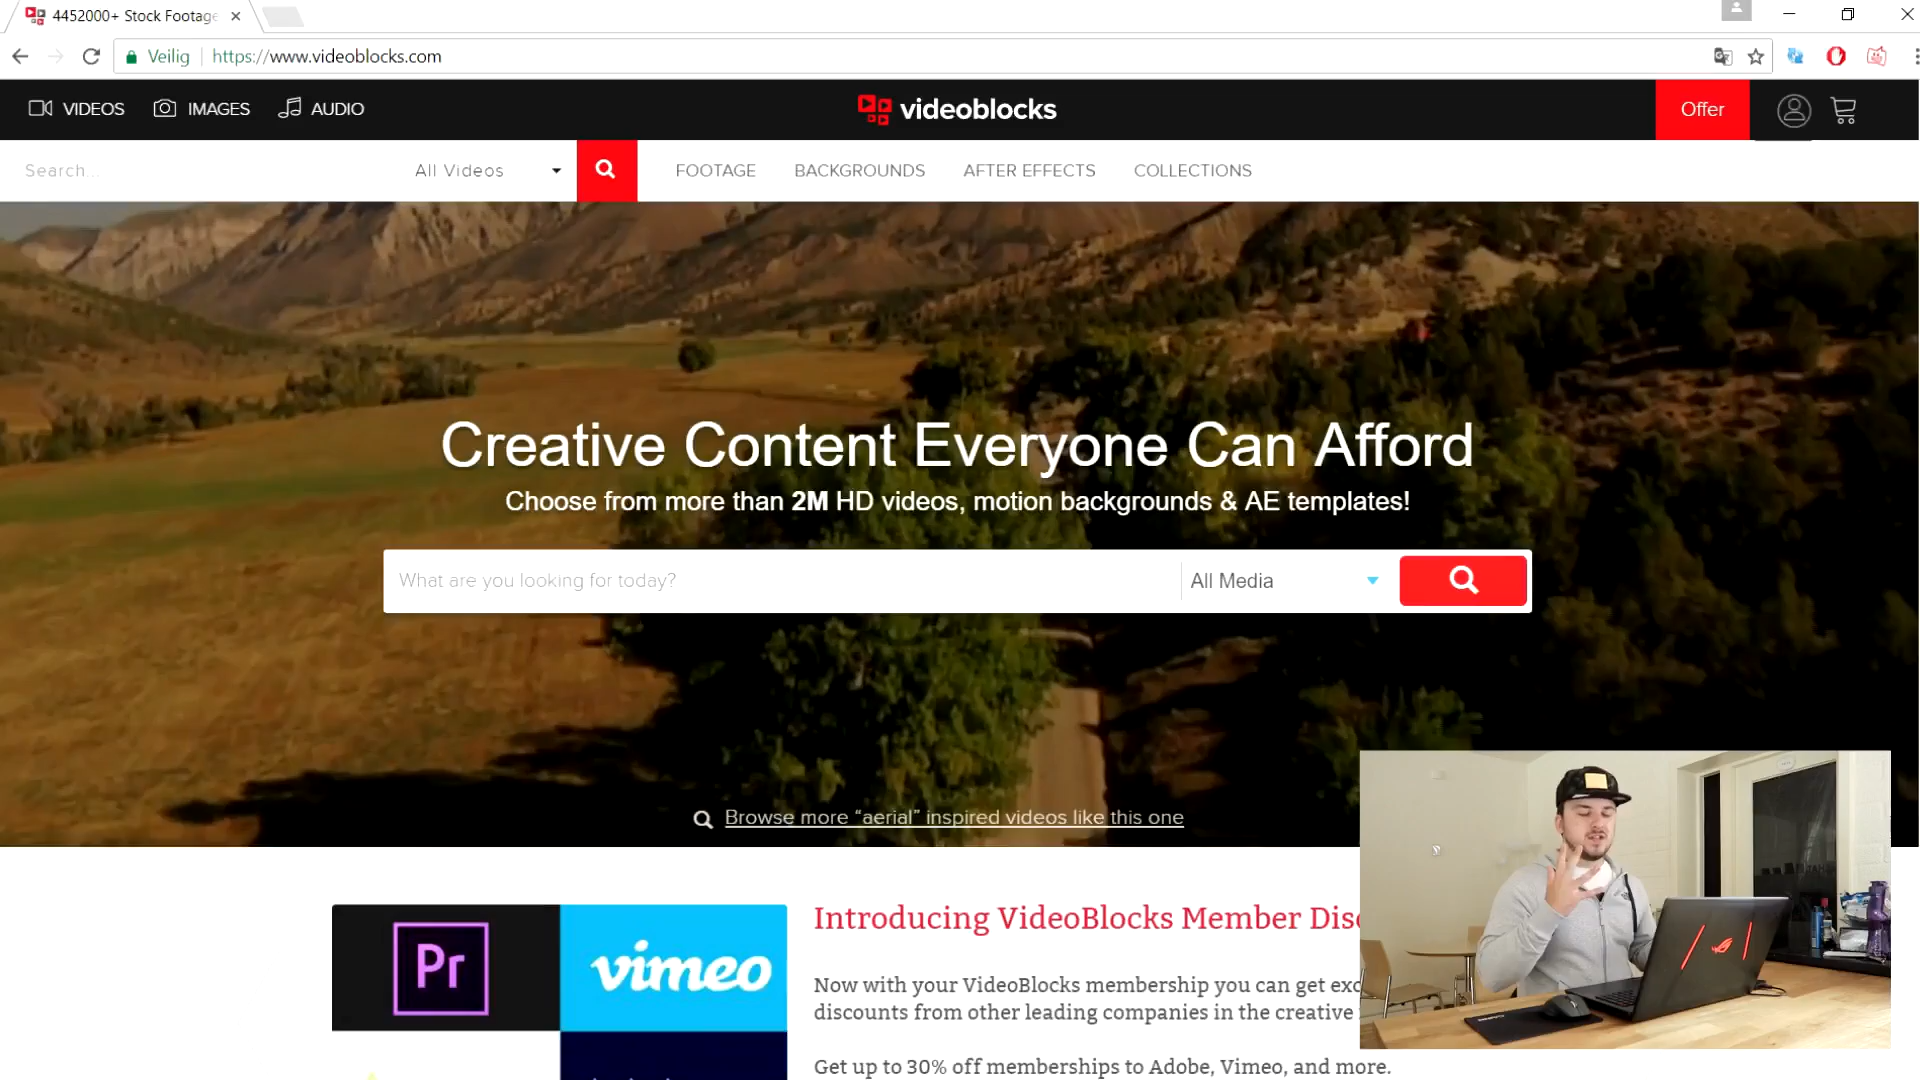 4452000+ Stock Footage
Veilig
https://www.videoblocks.com
VIDEOS
IMAGES
AUDIO
videoblocks
Offer
Search...
All Videos
FOOTAGE
BACKGROUNDS
AFTER EFFECTS
COLLECTIONS
Creative Content Everyone Can Afford
Choose from more than 2M HD videos, motion backgrounds & AE templates!
What are you looking for today?
All Media
Browse more “aerial” inspired videos like this one
Pr
vimeo
Introducing VideoBlocks Member Disc
Now with your VideoBlocks membership you can get exc
discounts from other leading companies in the creative
Get up to 30% off memberships to Adobe, Vimeo, and more.